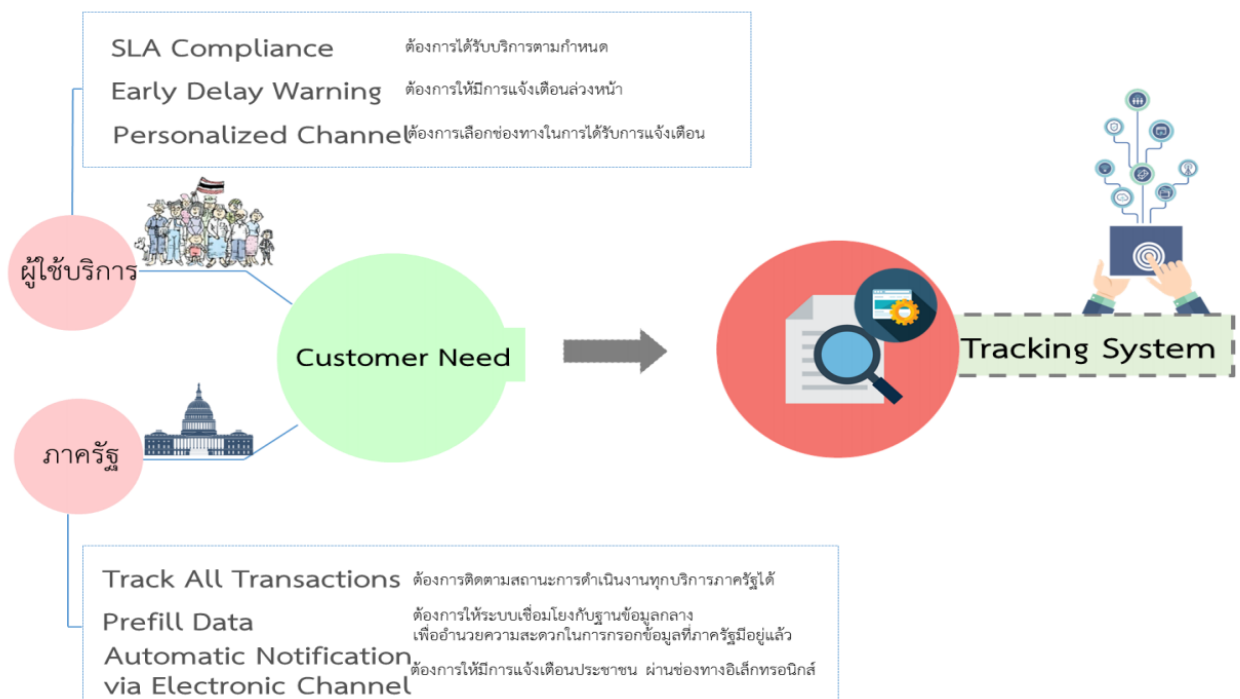 SLA Compliance ต้องการได้รับบริการตามกำหนด
Early Delay Warning ต้องการให้มีการแจ้งเตือนล่วงหน้า
Personalized Channel ต้องการเลือกช่องทางในการได้รับการแจ้งเตือน
ผู้ใช้บริการ
Customer Need
Tracking System
ภาครัฐ
Track All Transactions ต้องการติดตามสถานะการดำเนินงานทุกบริการภาครัฐได้
Prefill Data ต้องการให้ระบบเชื่อมโยงกับฐานข้อมูลกลาง
เพื่ออำนวยความสะดวกในการกรอกข้อมูลที่ภาครัฐมีอยู่แล้ว
Automatic Notification
via Electronic Channel ต้องการให้มีการแจ้งเตือนประชาชน ผ่านช่องทางอิเล็กทรอนิกส์